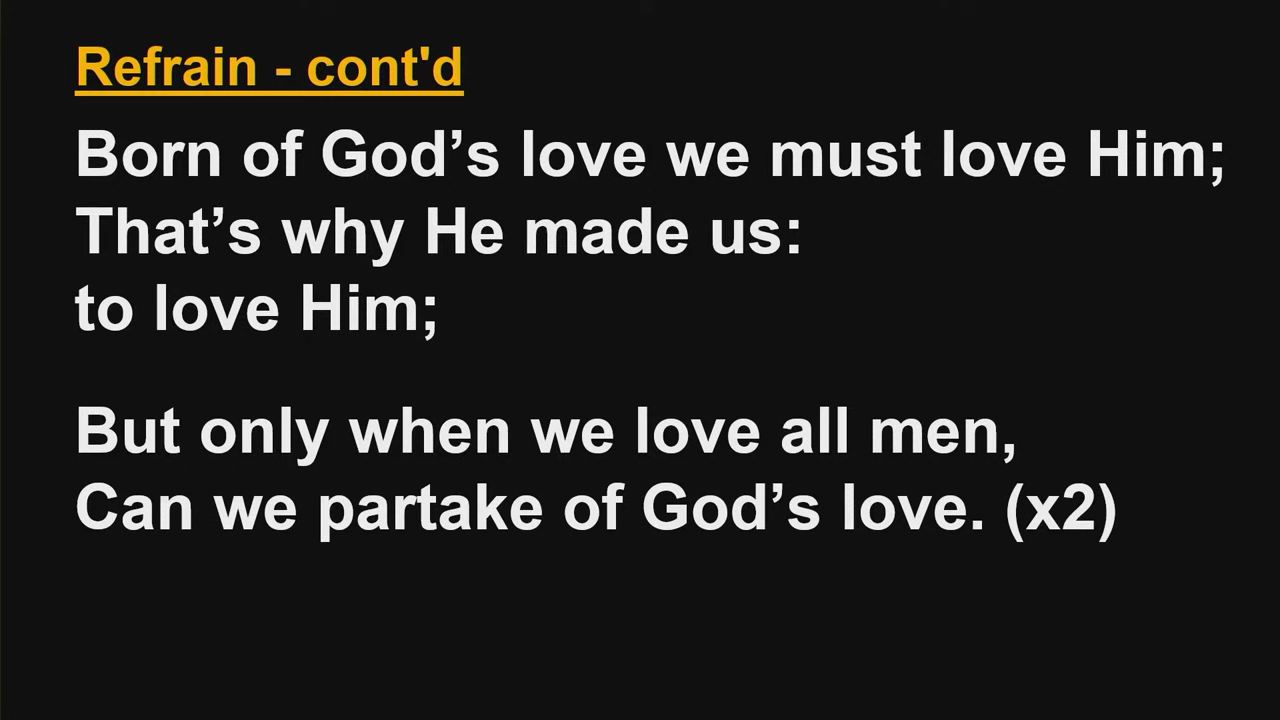 Refrain - cont'd
Born of God’s love we must love Him;
That’s why He made us:
to love Him;
But only when we love all men,
Can we partake of God’s love. (x2)